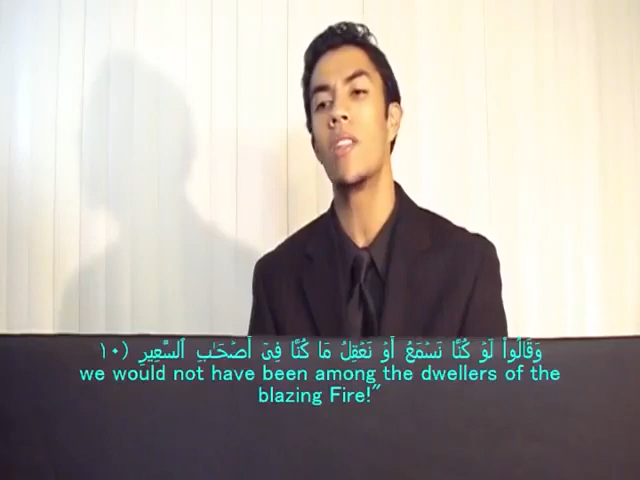 وَقَالُوا۟ لَوْ كُنَّا نَسْمَعُ أَوْ نَعْقِلُ مَا كُنَّا فِىٓ أَصْحَـٰبِ ٱلسَّعِيرِ (١٠
we would not have been among the dwellers of the
blazing Fire!"